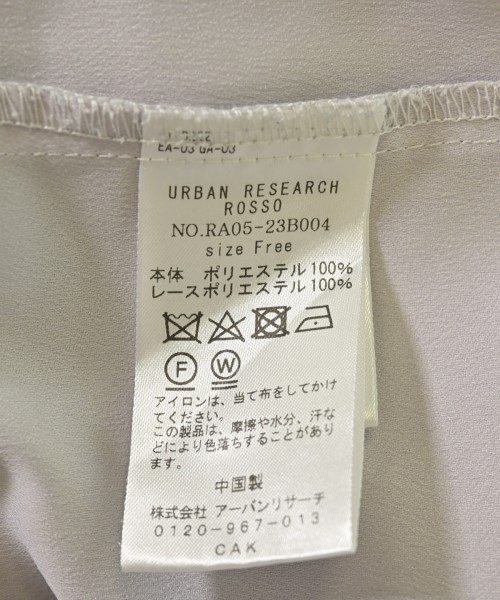 EA-03 GA-03
URBAN RESEARCH
ROSSO
NO.RA05-23B004
size Free
本体 ポリエステル100%
レースポリエステル100%
F W
アイロンは、当て布をしてかけ
てください。
この製品は、摩擦や水分、汗な
どにより色落ちすることがあり
ます。
中国製
株式会社 アーバンリサーチ
0120-967-013
CAK